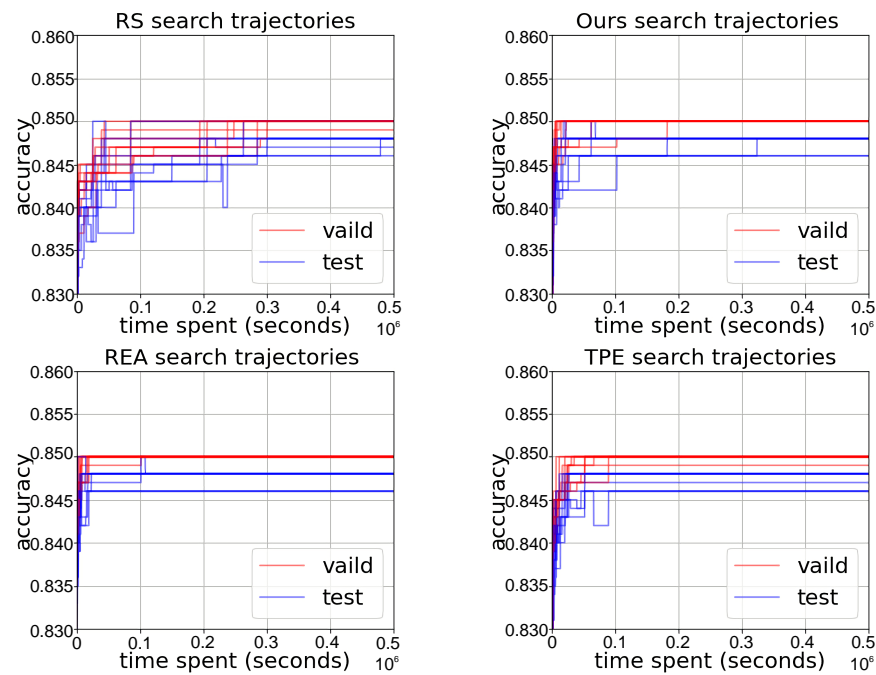 RS search trajectories
0.860
0.855
0.850
0.845
0.840
0.835
0.830
accuracy
vaild
test
0 0.1 0.2 0.3 0.4 0.5
time spent (seconds) 10⁶
Ours search trajectories
0.860
0.855
0.850
0.845
0.840
0.835
0.830
accuracy
vaild
test
0 0.1 0.2 0.3 0.4 0.5
time spent (seconds) 10⁶
REA search trajectories
0.860
0.855
0.850
0.845
0.840
0.835
0.830
accuracy
vaild
test
0 0.1 0.2 0.3 0.4 0.5
time spent (seconds) 10⁶
TPE search trajectories
0.860
0.855
0.850
0.845
0.840
0.835
0.830
accuracy
vaild
test
0 0.1 0.2 0.3 0.4 0.5
time spent (seconds) 10⁶